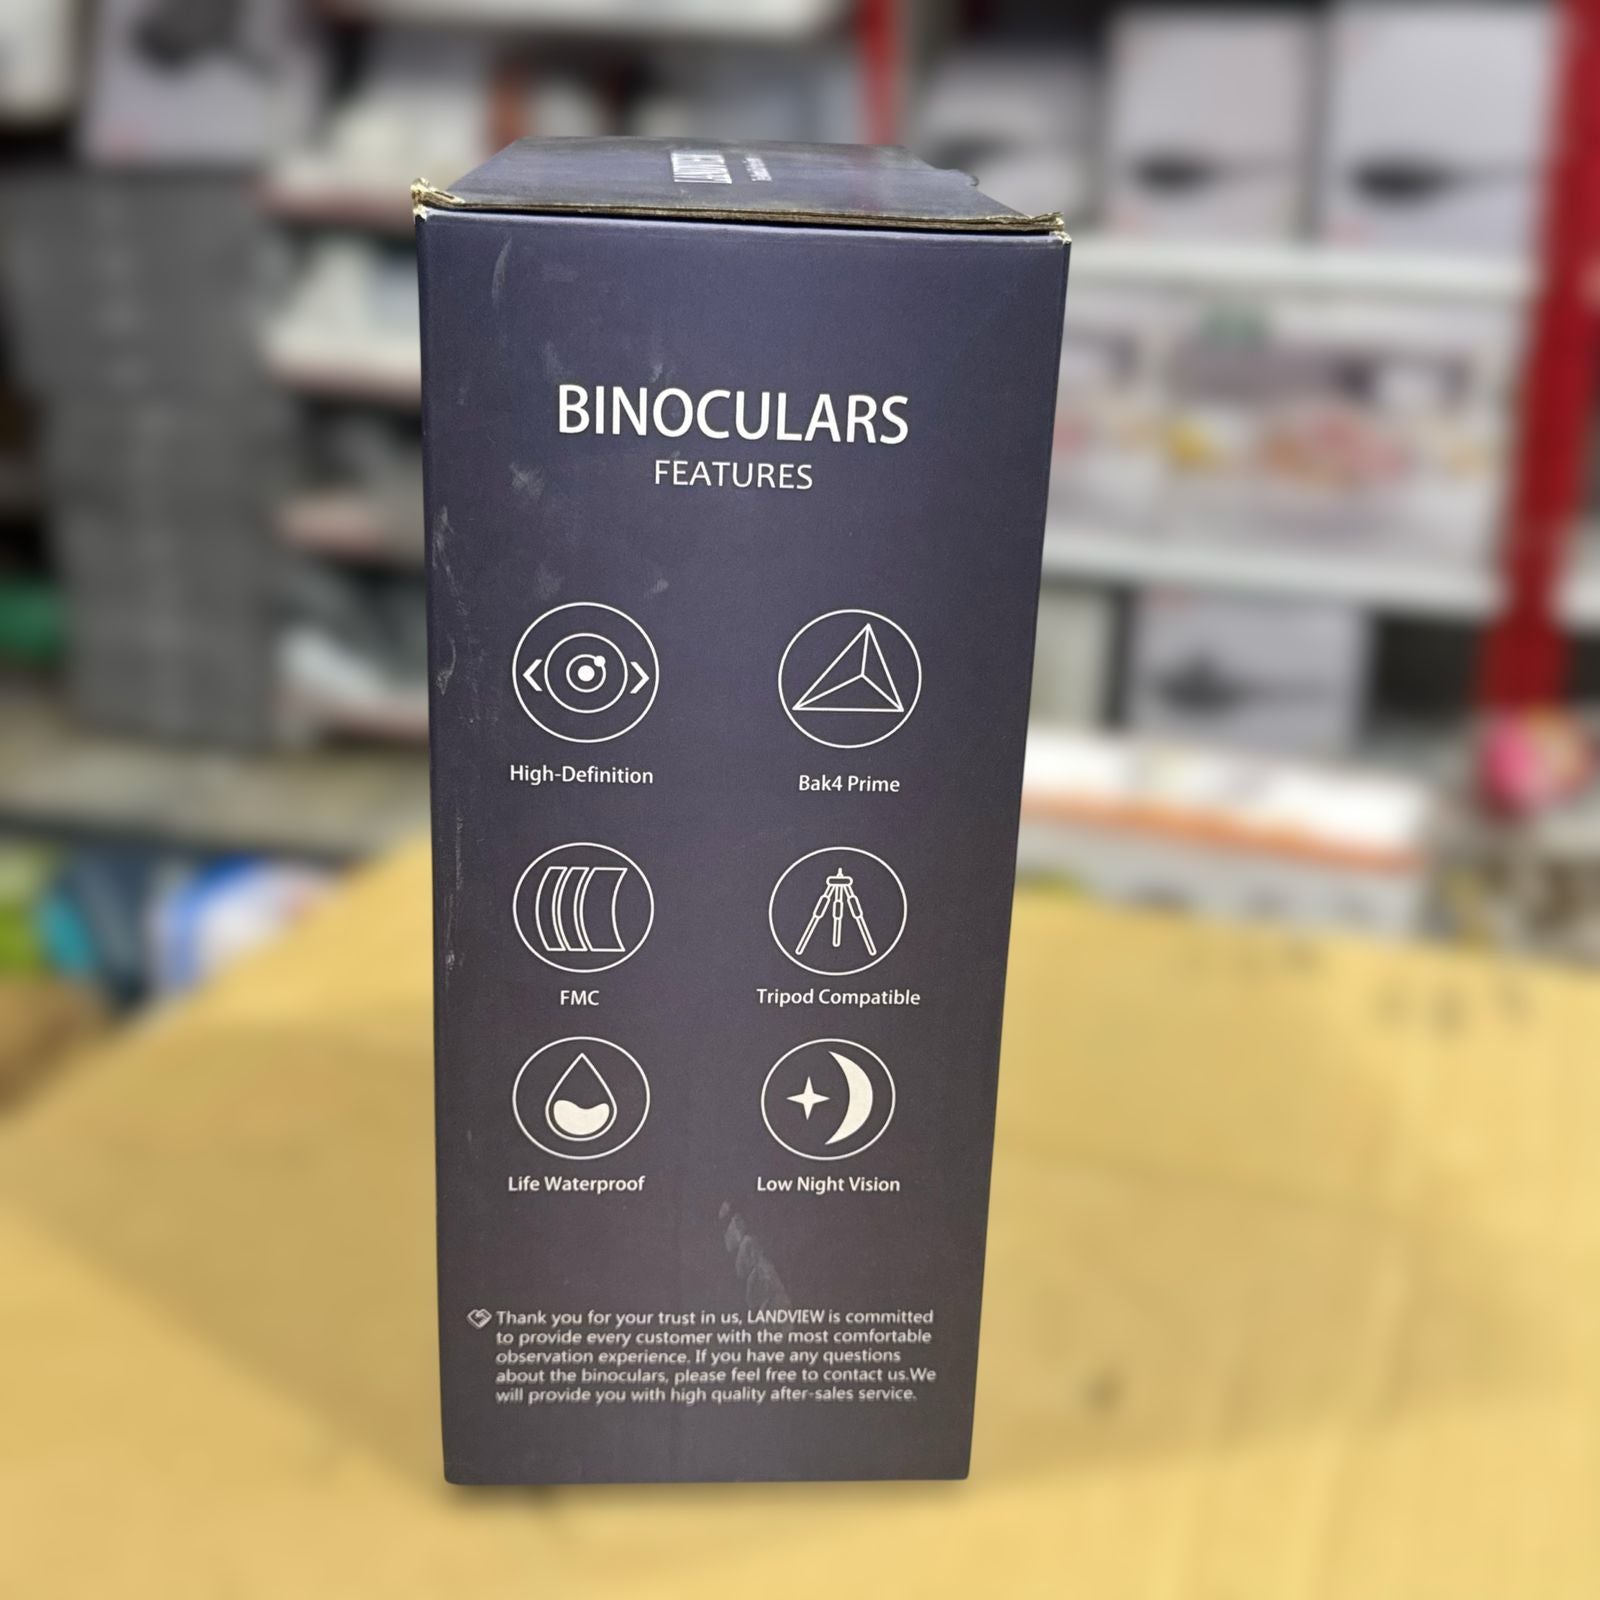 BINOCULARS
FEATURES
High-Definition
Bak4 Prime
FMC
Tripod Compatible
Life Waterproof
Low Night Vision
Thank you for your trust in us, LANDVIEW is committed
to provide every customer with the most comfortable
observation experience. If you have any questions
about the binoculars, please feel free to contact us.We
will provide you with high quality after-sales service.